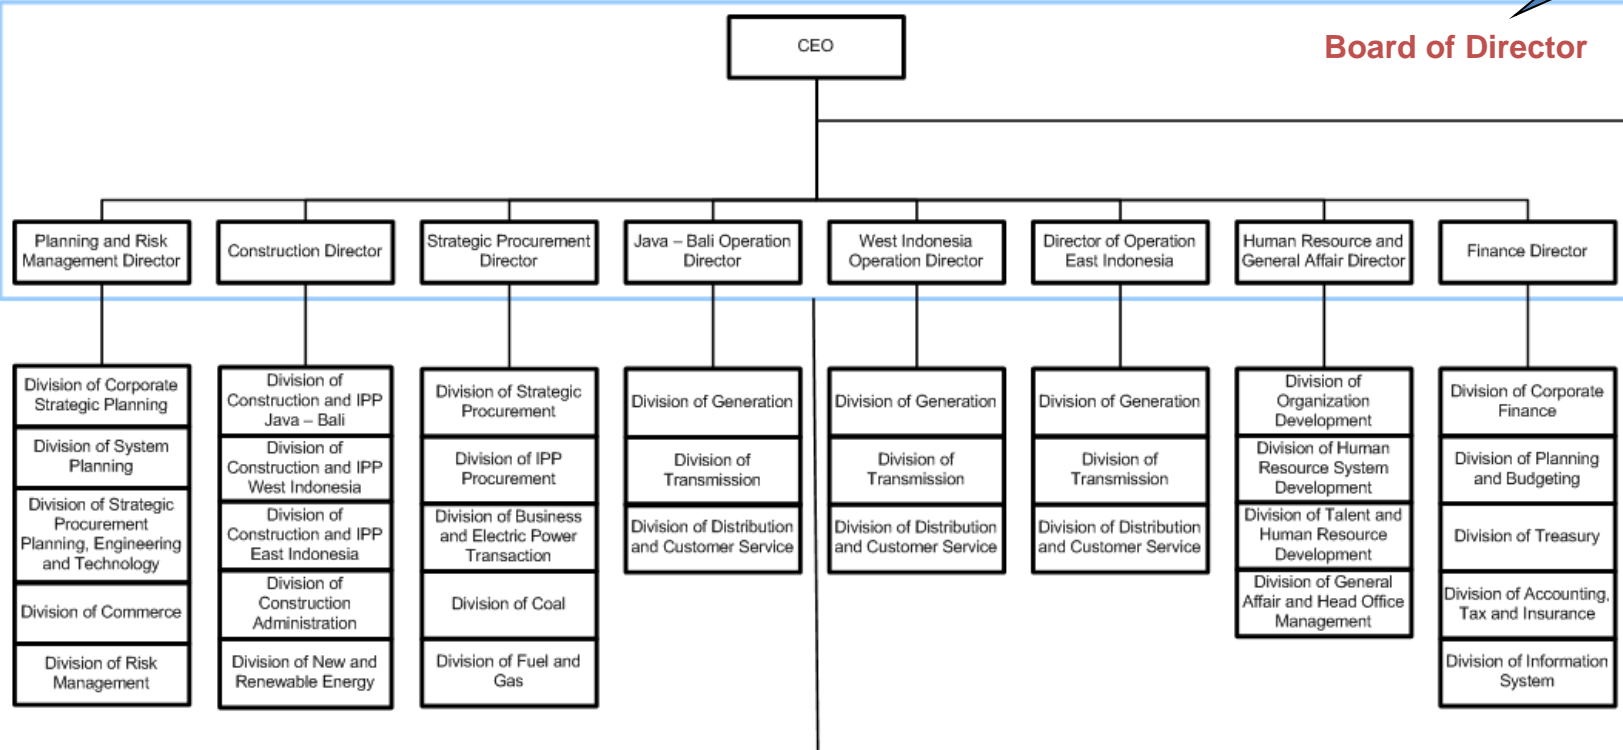 CEO
Board of Director
Planning and Risk
Management Director
Construction Director
Strategic Procurement
Director
Java – Bali Operation
Director
West Indonesia
Operation Director
Director of Operation
East Indonesia
Human Resource and
General Affair Director
Finance Director
Division of Corporate
Strategic Planning
Division of System
Planning
Division of Strategic
Procurement
Planning, Engineering
and Technology
Division of Commerce
Division of Risk
Management
Division of
Construction and IPP
Java – Bali
Division of
Construction and IPP
West Indonesia
Division of
Construction and IPP
East Indonesia
Division of
Construction
Administration
Division of New and
Renewable Energy
Division of Strategic
Procurement
Division of IPP
Procurement
Division of Business
and Electric Power
Transaction
Division of Coal
Division of Fuel and
Gas
Division of Generation
Division of
Transmission
Division of Distribution
and Customer Service
Division of Generation
Division of
Transmission
Division of Distribution
and Customer Service
Division of Generation
Division of
Transmission
Division of Distribution
and Customer Service
Division of
Organization
Development
Division of Human
Resource System
Development
Division of Talent and
Human Resource
Development
Division of General
Affair and Head Office
Management
Division of Corporate
Finance
Division of Planning
and Budgeting
Division of Treasury
Division of Accounting,
Tax and Insurance
Division of Information
System